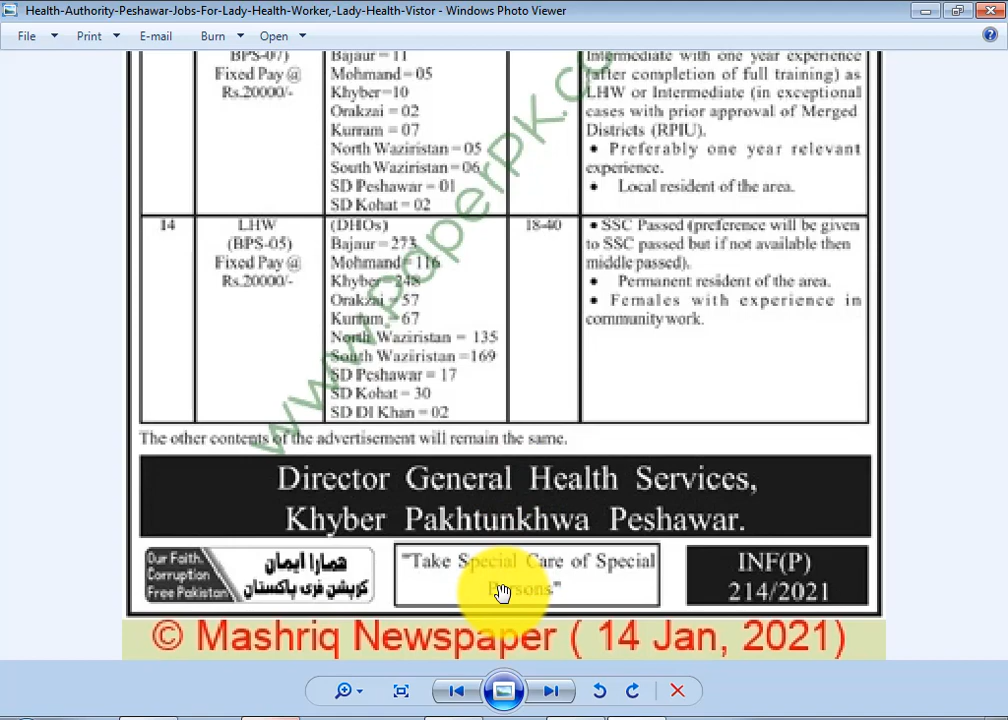 Health-Authority-Peshawar-Jobs-For-Lady-Health-Worker,-Lady-Health-Vistor - Windows Photo Viewer
File Print E-mail Burn Open
BPS-07)
Fixed Pay @
Rs.20000/-
Bajaur = 11
Mohmand = 05
Khyber=10
Orakzai = 02
Kurram = 07
North Waziristan = 05
South Waziristan = 06
SD Peshawar = 01
SD Kohat = 02
Intermediate with one year experience
(after completion of full training) as
LHW or Intermediate (in exceptional
cases with prior approval of Merged
Districts (RPIU).
• Preferably one year relevant
experience.
• Local resident of the area.
14
LHW
(BPS-05)
Fixed Pay @
Rs.20000/-
(DHOs)
Bajaur = 273
Mohmand = 116
Khyber = 248
Orakzai = 57
Kurram = 67
North Waziristan = 135
South Waziristan =169
SD Peshawar = 17
SD Kohat = 30
SD DI Khan = 02
18-40
• SSC Passed (preference will be given
to SSC passed but if not available then
middle passed).
• Permanent resident of the area.
• Females with experience in
community work.
www.PaperPK.co
The other contents of the advertisement will remain the same.
Director General Health Services,
Khyber Pakhtunkhwa Peshawar.
Our Faith.
Corruption
Free Pakistan
ھمارا ایمان
کرپشن فری پاکستان
"Take Special Care of Special
Persons"
INF(P)
214/2021
© Mashriq Newspaper ( 14 Jan, 2021)